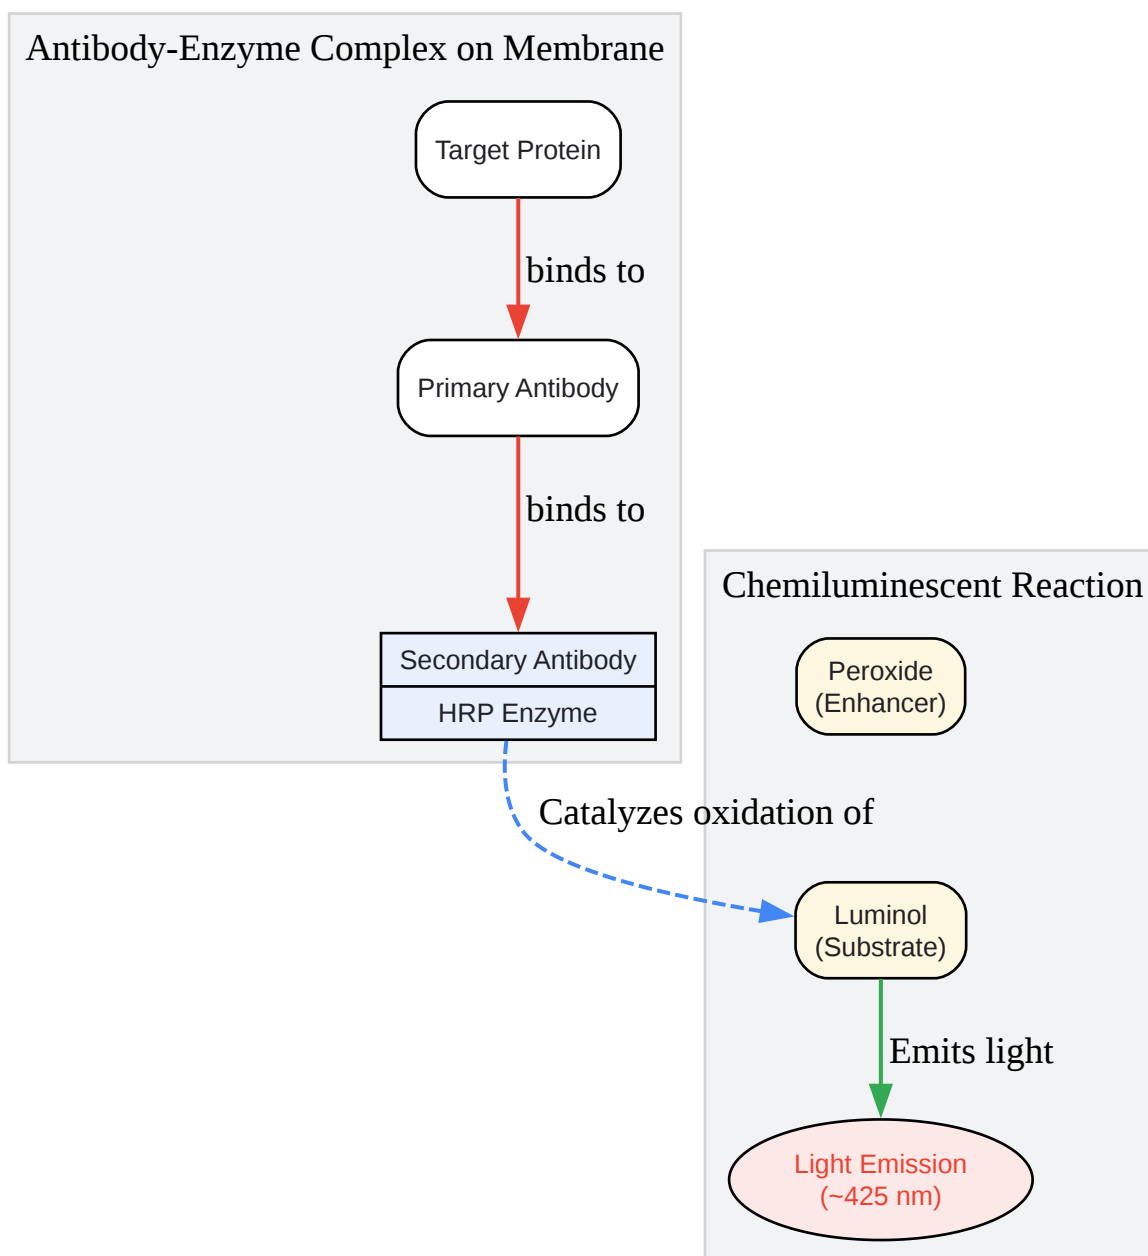 Antibody-Enzyme Complex on Membrane
Target Protein
binds to
Primary Antibody
binds to
Secondary Antibody
HRP Enzyme
Chemiluminescent Reaction
Peroxide
(Enhancer)
Catalyzes oxidation of
Luminol
(Substrate)
Emits light
Light Emission
(~425 nm)